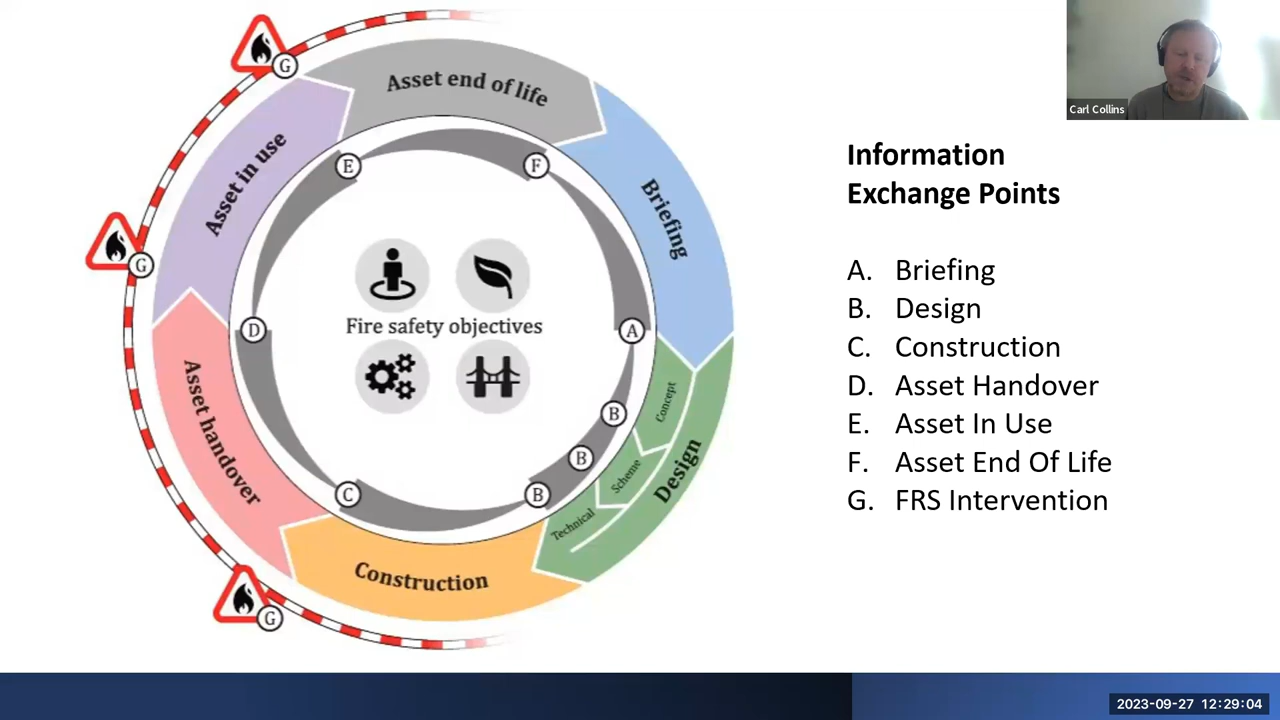 Asset end of life
Briefing
Concept
Scheme
Technical
Design
Construction
Asset handover
Asset in use
G
G
G
E
F
D
A
B
B
B
C
Fire safety objectives
Carl Collins
Information
Exchange Points
A. Briefing
B. Design
C. Construction
D. Asset Handover
E. Asset In Use
F. Asset End Of Life
G. FRS Intervention
2023-09-27 12:29:04